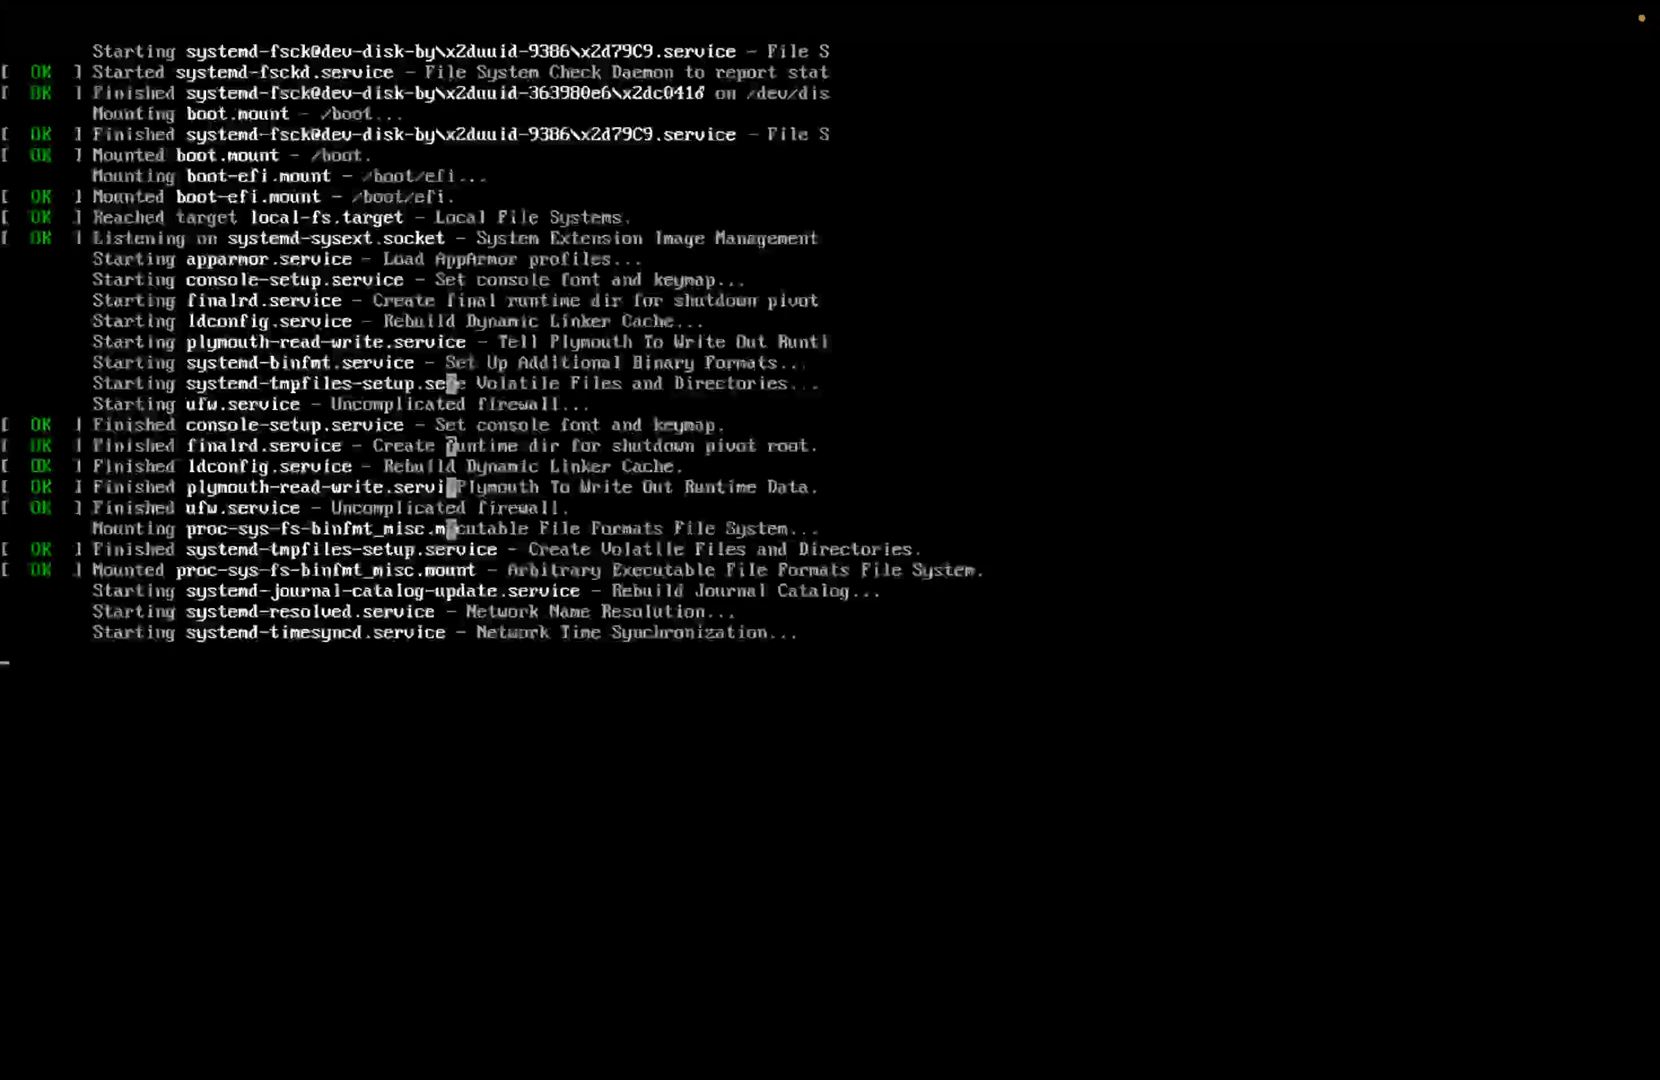 Starting systemd-fsck@dev-disk-by\x2duuid-9386\x2d79C9.service - File S
[ OK ] Started systemd-fsckd.service - File System Check Daemon to report stat
[ OK ] Finished systemd-fsck@dev-disk-by\x2duuid-363980e6\x2dc0416 on /dev/dis
Mounting boot.mount - /boot...
[ OK ] Finished systemd-fsck@dev-disk-by\x2duuid-9386\x2d79C9.service - File S
[ OK ] Mounted boot.mount - /boot.
Mounting boot-efi.mount - /boot/efi...
[ OK ] Mounted boot-efi.mount - /boot/efi.
[ OK ] Reached target local-fs.target - Local File Systems.
[ OK ] Listening on systemd-sysext.socket - System Extension Image Management
Starting apparmor.service - Load AppArmor profiles...
Starting console-setup.service - Set console font and keymap...
Starting finalrd.service - Create final runtime dir for shutdown pivot
Starting ldconfig.service - Rebuild Dynamic Linker Cache...
Starting plymouth-read-write.service - Tell Plymouth To Write Out Runti
Starting systemd-binfmt.service - Set Up Additional Binary Formats...
Starting systemd-tmpfiles-setup.se Volatile Files and Directories...
Starting ufw.service - Uncomplicated firewall...
[ OK ] Finished console-setup.service - Set console font and keymap.
[ OK ] Finished finalrd.service - Create runtime dir for shutdown pivot root.
[ OK ] Finished ldconfig.service - Rebuild Dynamic Linker Cache.
[ OK ] Finished plymouth-read-write.servi Plymouth To Write Out Runtime Data.
[ OK ] Finished ufw.service - Uncomplicated firewall.
Mounting proc-sys-fs-binfmt_misc.m cutable File Formats File System...
[ OK ] Finished systemd-tmpfiles-setup.service - Create Volatile Files and Directories.
[ OK ] Mounted proc-sys-fs-binfmt_misc.mount - Arbitrary Executable File Formats File System.
Starting systemd-journal-catalog-update.service - Rebuild Journal Catalog...
Starting systemd-resolved.service - Network Name Resolution...
Starting systemd-timesyncd.service - Network Time Synchronization...